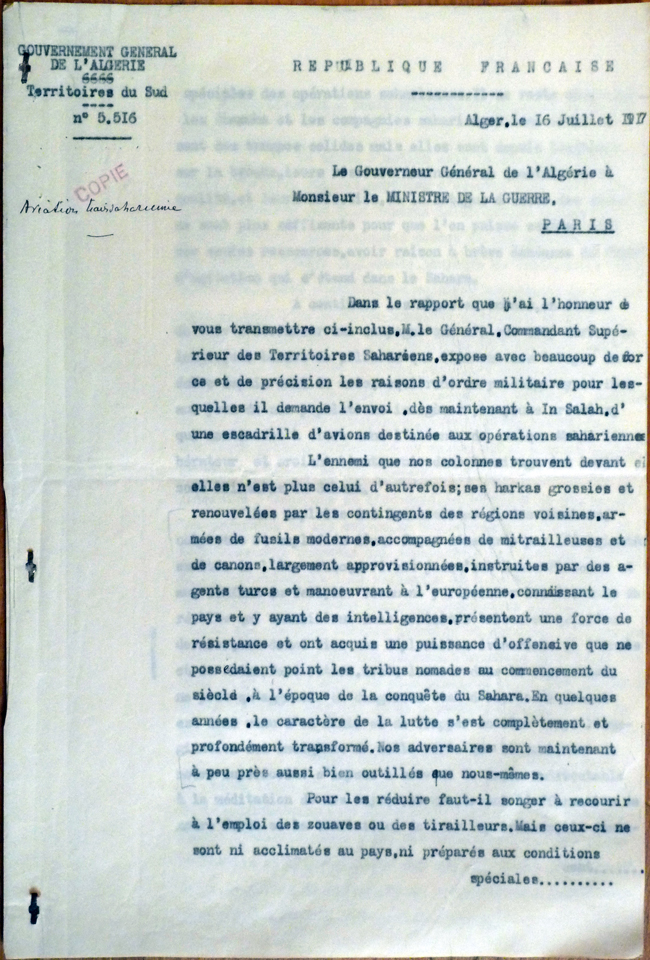 GOUVERNEMENT GENERAL
DE L'ALGERIE
6666
Territoires du Sud
n° 5.516
COPIE
Aviation transsaharienne
REPUBLIQUE FRANCAISE
Alger, le 16 Juillet 1917
Le Gouverneur Général de l'Algérie à
Monsieur le MINISTRE DE LA GUERRE,
PARIS
Dans le rapport que j'ai l'honneur de
vous transmettre ci-inclus,M.le Général,Commandant Supé-
rieur des Territoires Sahariens,expose avec beaucoup de for
ce et de précision les raisons d'ordre militaire pour les-
quelles il demande l'envoi ,dès maintenant à In Salah,d'
une escadrille d'avions destinée aux opérations sahariennes
L'ennemi que nos colonnes trouvent devant
elles n'est plus celui d'autrefois;ses harkas grossies et
renouvelées par les contingents des régions voisines,ar-
mées de fusils modernes,accompagnées de mitrailleuses et
de canons,largement approvisionnées,instruites par des a-
gents turcs et manoeuvrant à l'européenne,connaissant le
pays et y ayant des intelligences,présentent une force de
résistance et ont acquis une puissance d'offensive que ne
possédaient point les tribus nomades au commencement du
siècle ,à l'époque de la conquête du Sahara.En quelques
années ,le caractère de la lutte s'est complètement et
profondément transformé.Nos adversaires sont maintenant
à peu près aussi bien outillés que nous-mêmes.
Pour les réduire faut-il songer à recourir
à l'emploi des zouaves ou des tirailleurs.Mais ceux-ci ne
sont ni acclimatés au pays,ni préparés aux conditions
spéciales..........